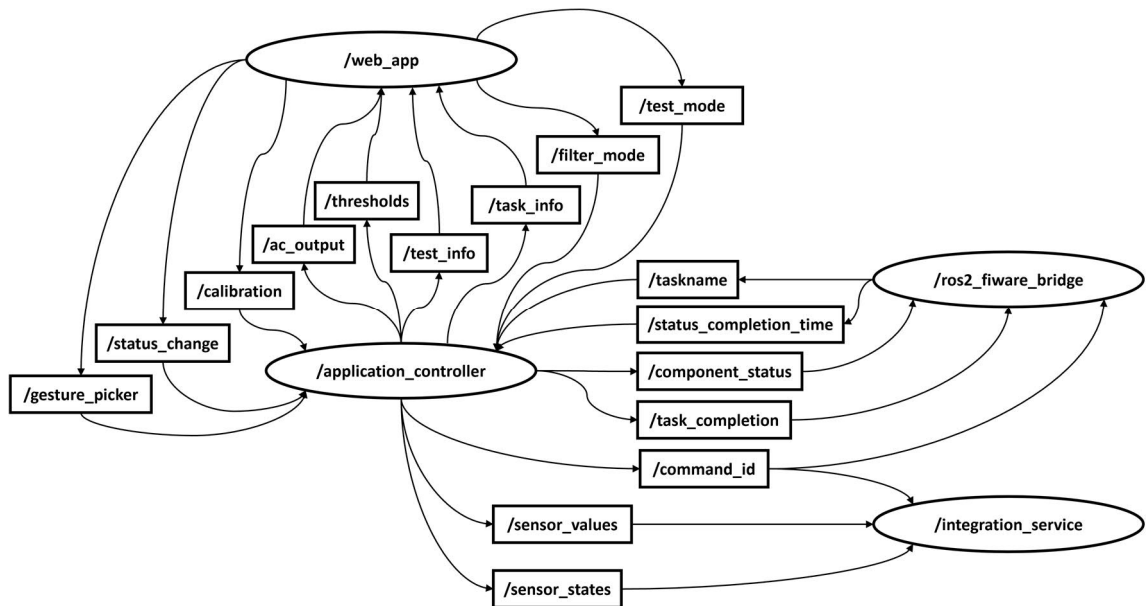 /web_app
/test_mode
/filter_mode
/thresholds
/task_info
/ac_output
/test_info
/calibration
/taskname
/ros2_fiware_bridge
/status_completion_time
/status_change
/application_controller
/component_status
/gesture_picker
/task_completion
/command_id
/sensor_values
/integration_service
/sensor_states